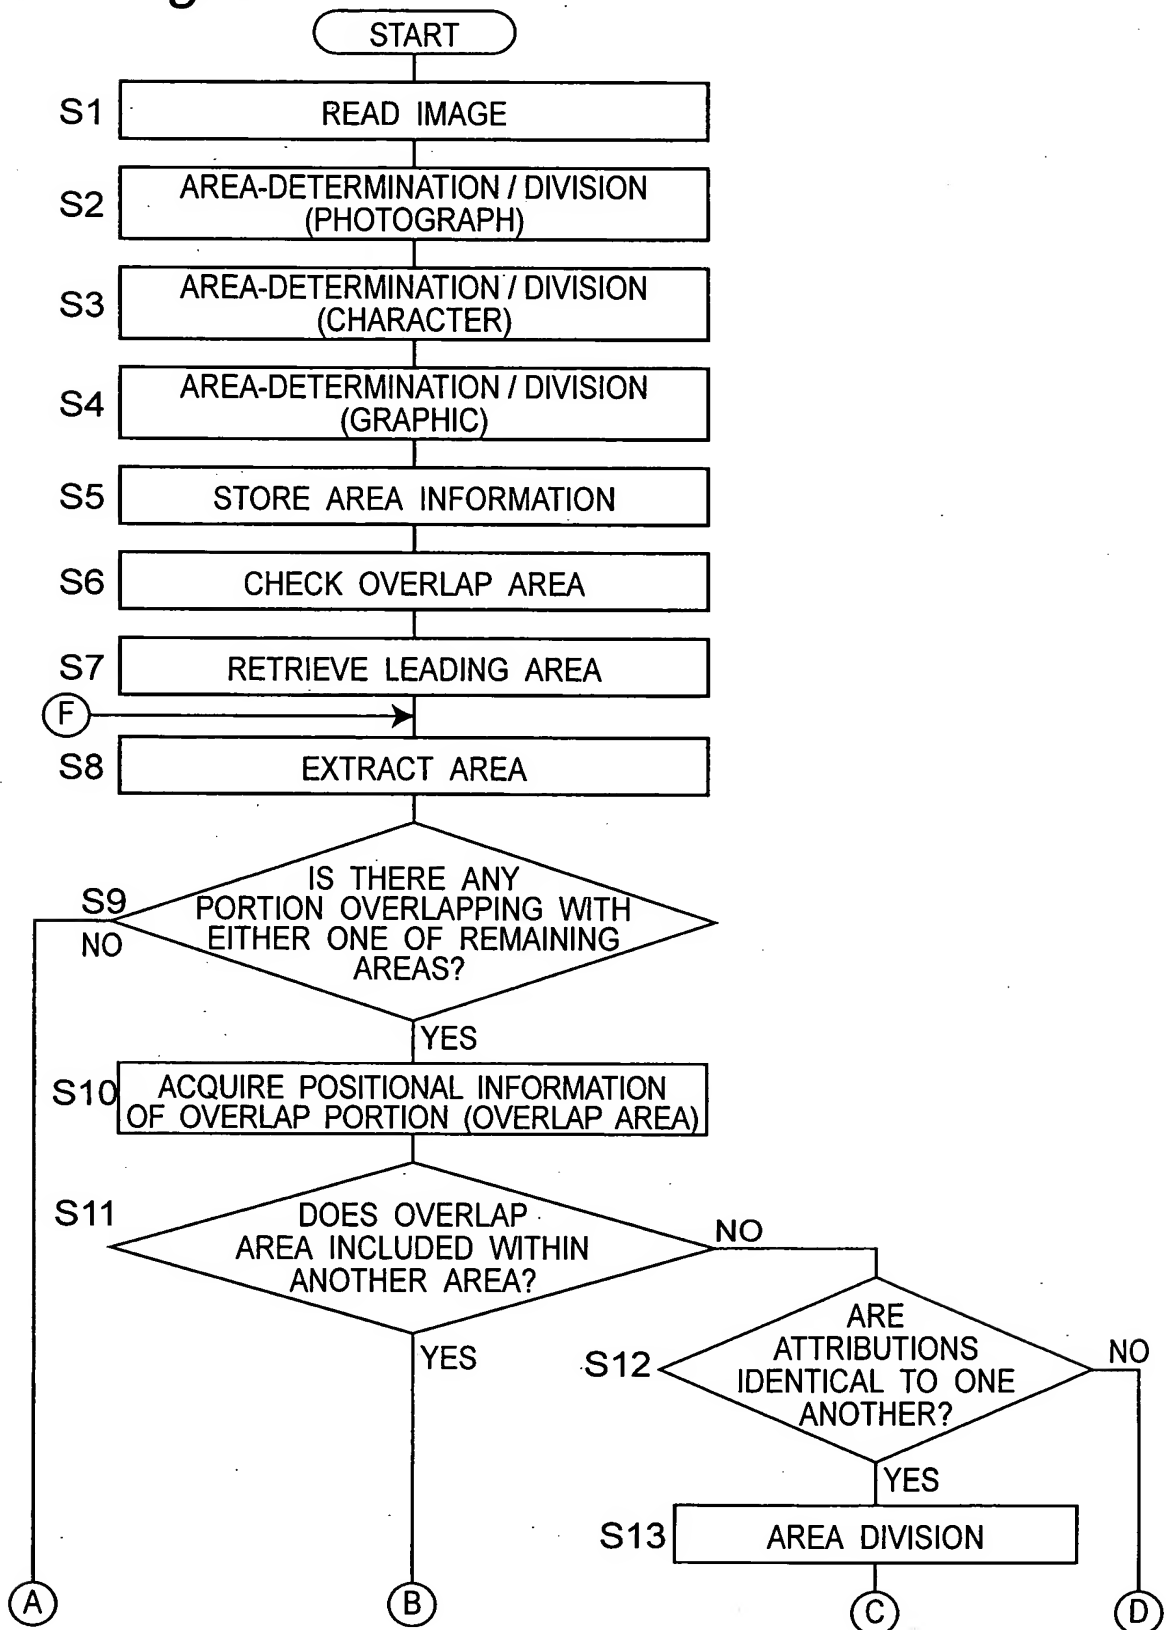 START
S1
READ IMAGE
S2
AREA-DETERMINATION / DIVISION
(PHOTOGRAPH)
S3
AREA-DETERMINATION / DIVISION
(CHARACTER)
S4
AREA-DETERMINATION / DIVISION
(GRAPHIC)
S5
STORE AREA INFORMATION
S6
CHECK OVERLAP AREA
S7
RETRIEVE LEADING AREA
F
S8
EXTRACT AREA
S9
NO
IS THERE ANY
PORTION OVERLAPPING WITH
EITHER ONE OF REMAINING
AREAS?
YES
S10
ACQUIRE POSITIONAL INFORMATION
OF OVERLAP PORTION (OVERLAP AREA)
S11
DOES OVERLAP
AREA INCLUDED WITHIN
ANOTHER AREA?
NO
YES
S12
ARE
ATTRIBUTIONS
IDENTICAL TO ONE
ANOTHER?
NO
YES
S13
AREA DIVISION
A
B
C
D